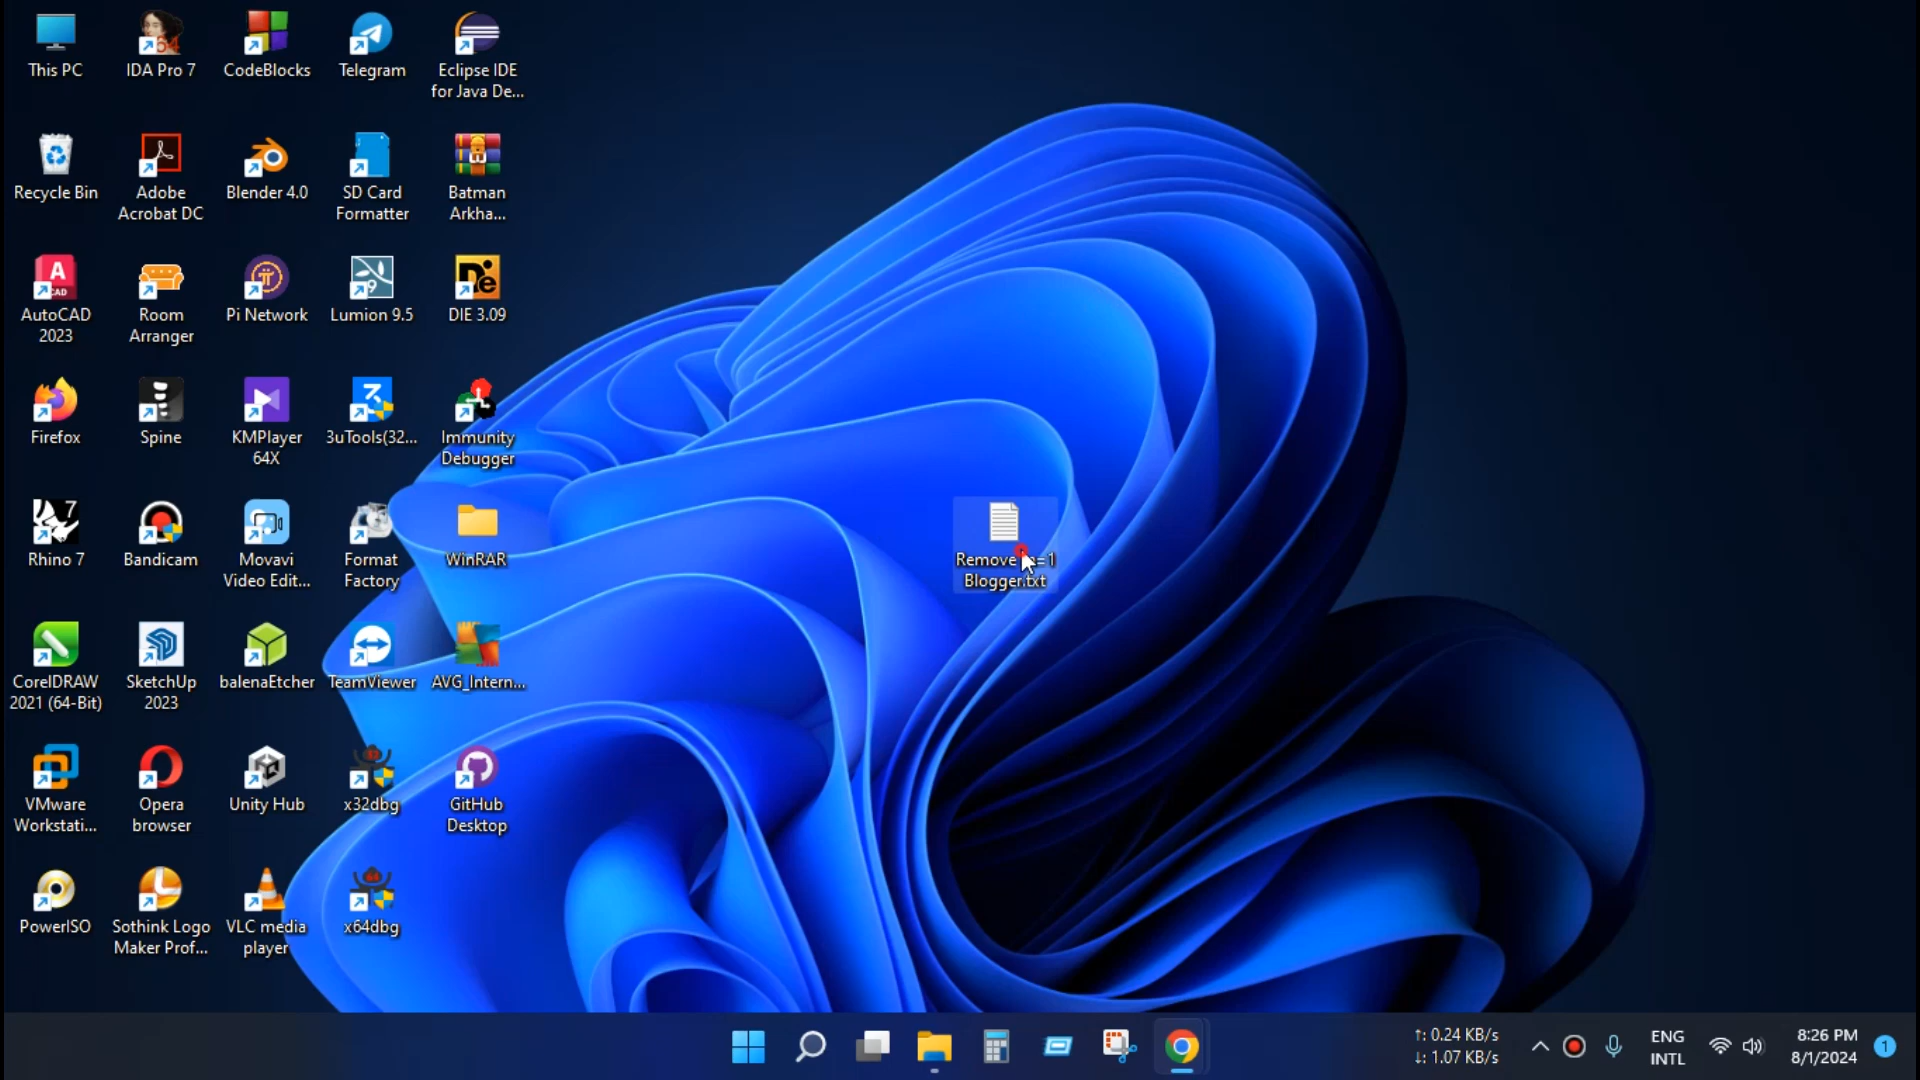 This PC
IDA Pro 7
CodeBlocks
Telegram
Eclipse IDE
for Java De...
Recycle Bin
Adobe
Acrobat DC
Blender 4.0
SD Card
Formatter
Batman
Arkha...
AutoCAD
2023
Room
Arranger
Pi Network
Lumion 9.5
DIE 3.09
Firefox
Spine
KMPlayer
64X
3uTools(32...
Immunity
Debugger
Rhino 7
Bandicam
Movavi
Video Edit...
Format
Factory
WinRAR
Remove =1
Blogger.txt
CorelDRAW
2021 (64-Bit)
SketchUp
2023
balenaEtcher
TeamViewer
AVG_Intern...
VMware
Workstati...
Opera
browser
Unity Hub
x32dbg
GitHub
Desktop
PowerISO
Sothink Logo
Maker Prof...
VLC media
player
x64dbg
↑: 0.24 KB/s
↓: 1.07 KB/s
ENG
INTL
8:26 PM
8/1/2024
1